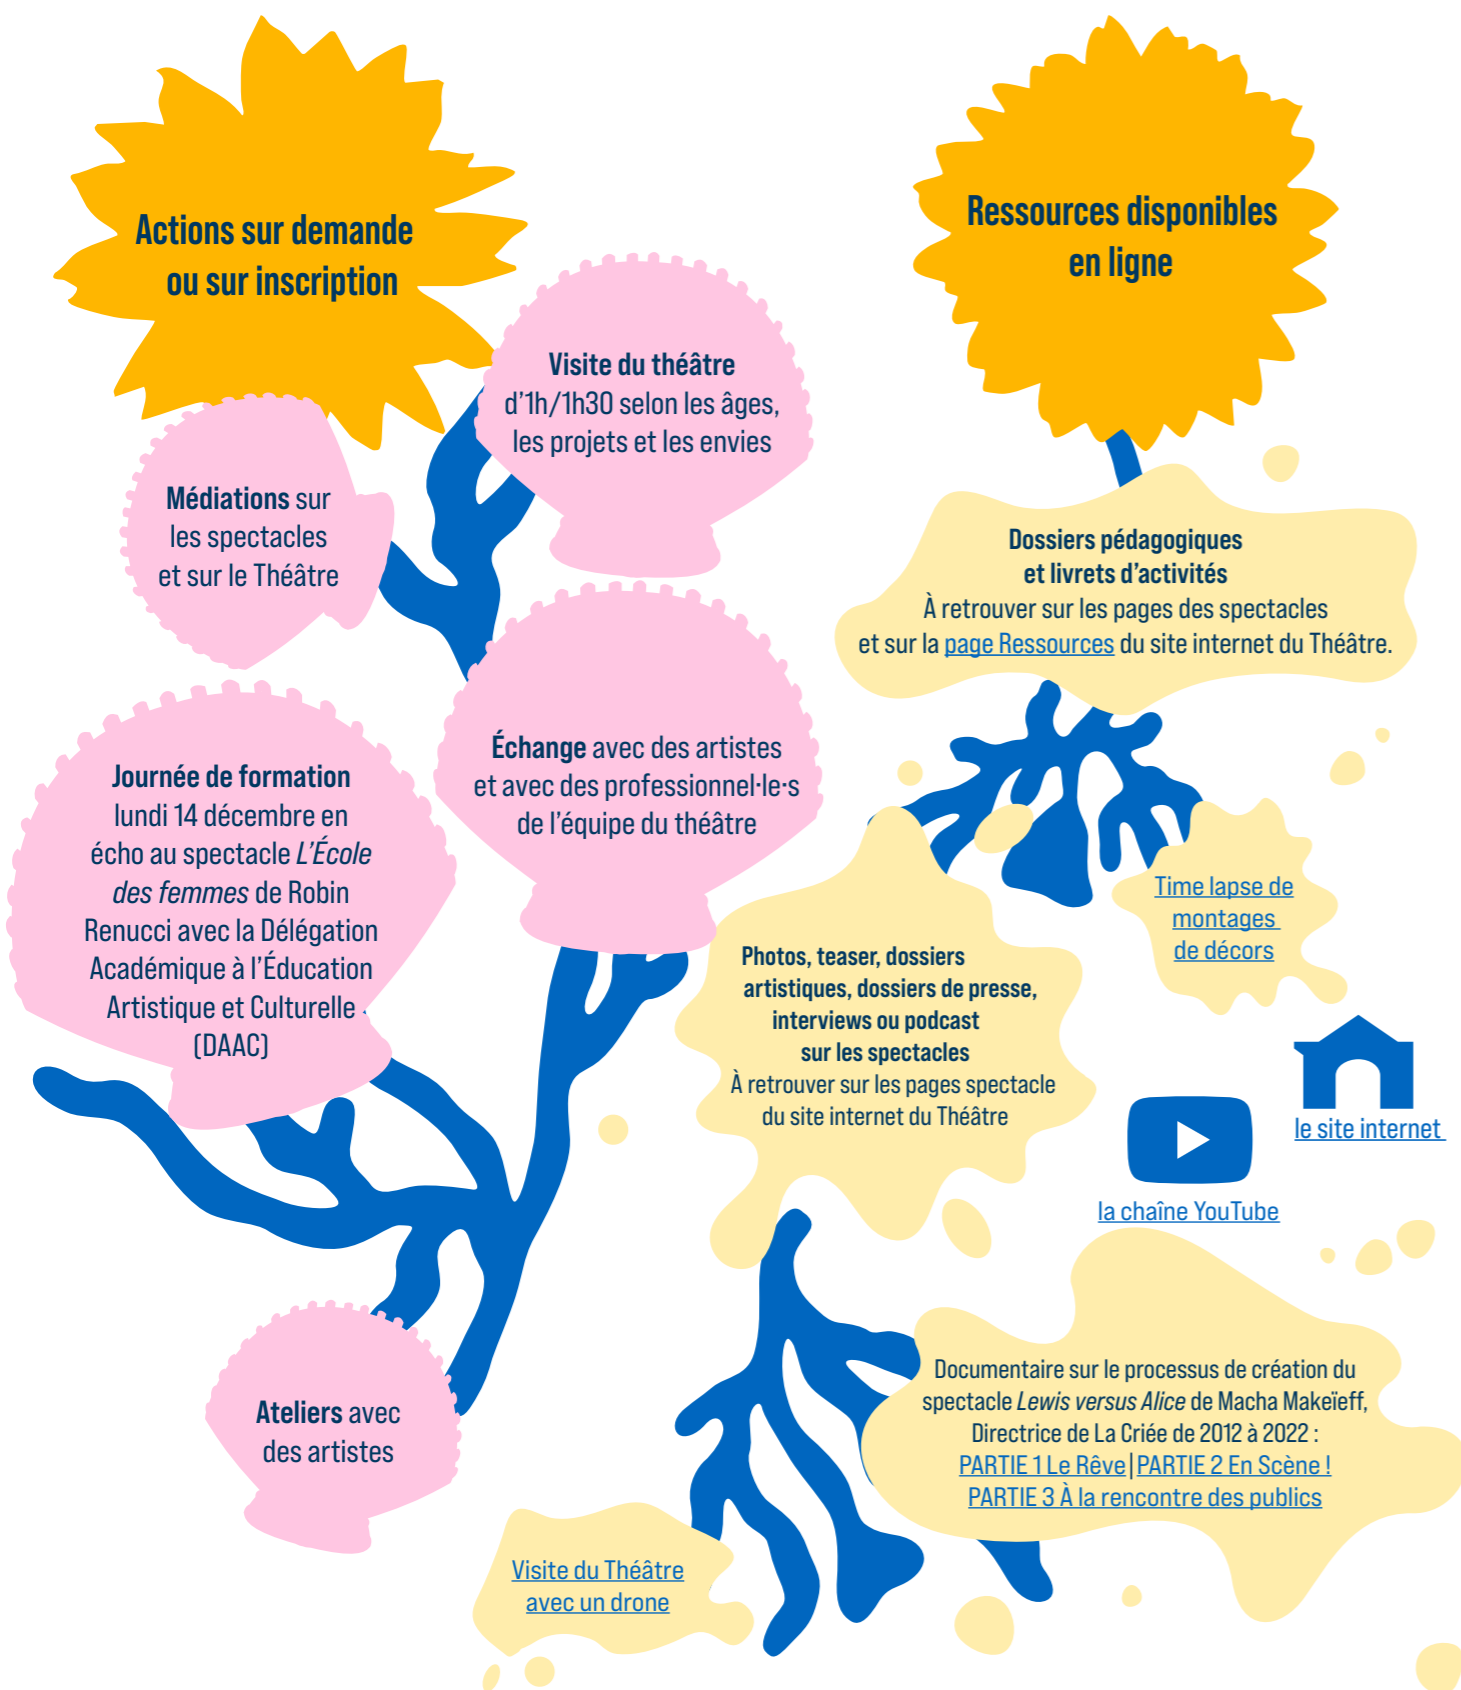 Actions sur demande
ou sur inscription
Visite du théâtre
d’1h/1h30 selon les âges,
les projets et les envies
Médiations sur
les spectacles
et sur le Théâtre
Échange avec des artistes
et avec des professionnel·le·s
de l’équipe du théâtre
Journée de formation
lundi 14 décembre en
écho au spectacle L’École
des femmes de Robin
Renucci avec la Délégation
Académique à l’Éducation
Artistique et Culturelle
(DAAC)
Ateliers avec
des artistes
Ressources disponibles
en ligne
Dossiers pédagogiques
et livrets d’activités
À retrouver sur les pages des spectacles
et sur la page Ressources du site internet du Théâtre.
Time lapse de
montages
de décors
Photos, teaser, dossiers
artistiques, dossiers de presse,
interviews ou podcast
sur les spectacles
À retrouver sur les pages spectacle
du site internet du Théâtre
le site internet
la chaîne YouTube
Documentaire sur le processus de création du
spectacle Lewis versus Alice de Macha Makeïeff,
Directrice de La Criée de 2012 à 2022 :
PARTIE 1 Le Rêve|PARTIE 2 En Scène !
PARTIE 3 À la rencontre des publics
Visite du Théâtre
avec un drone